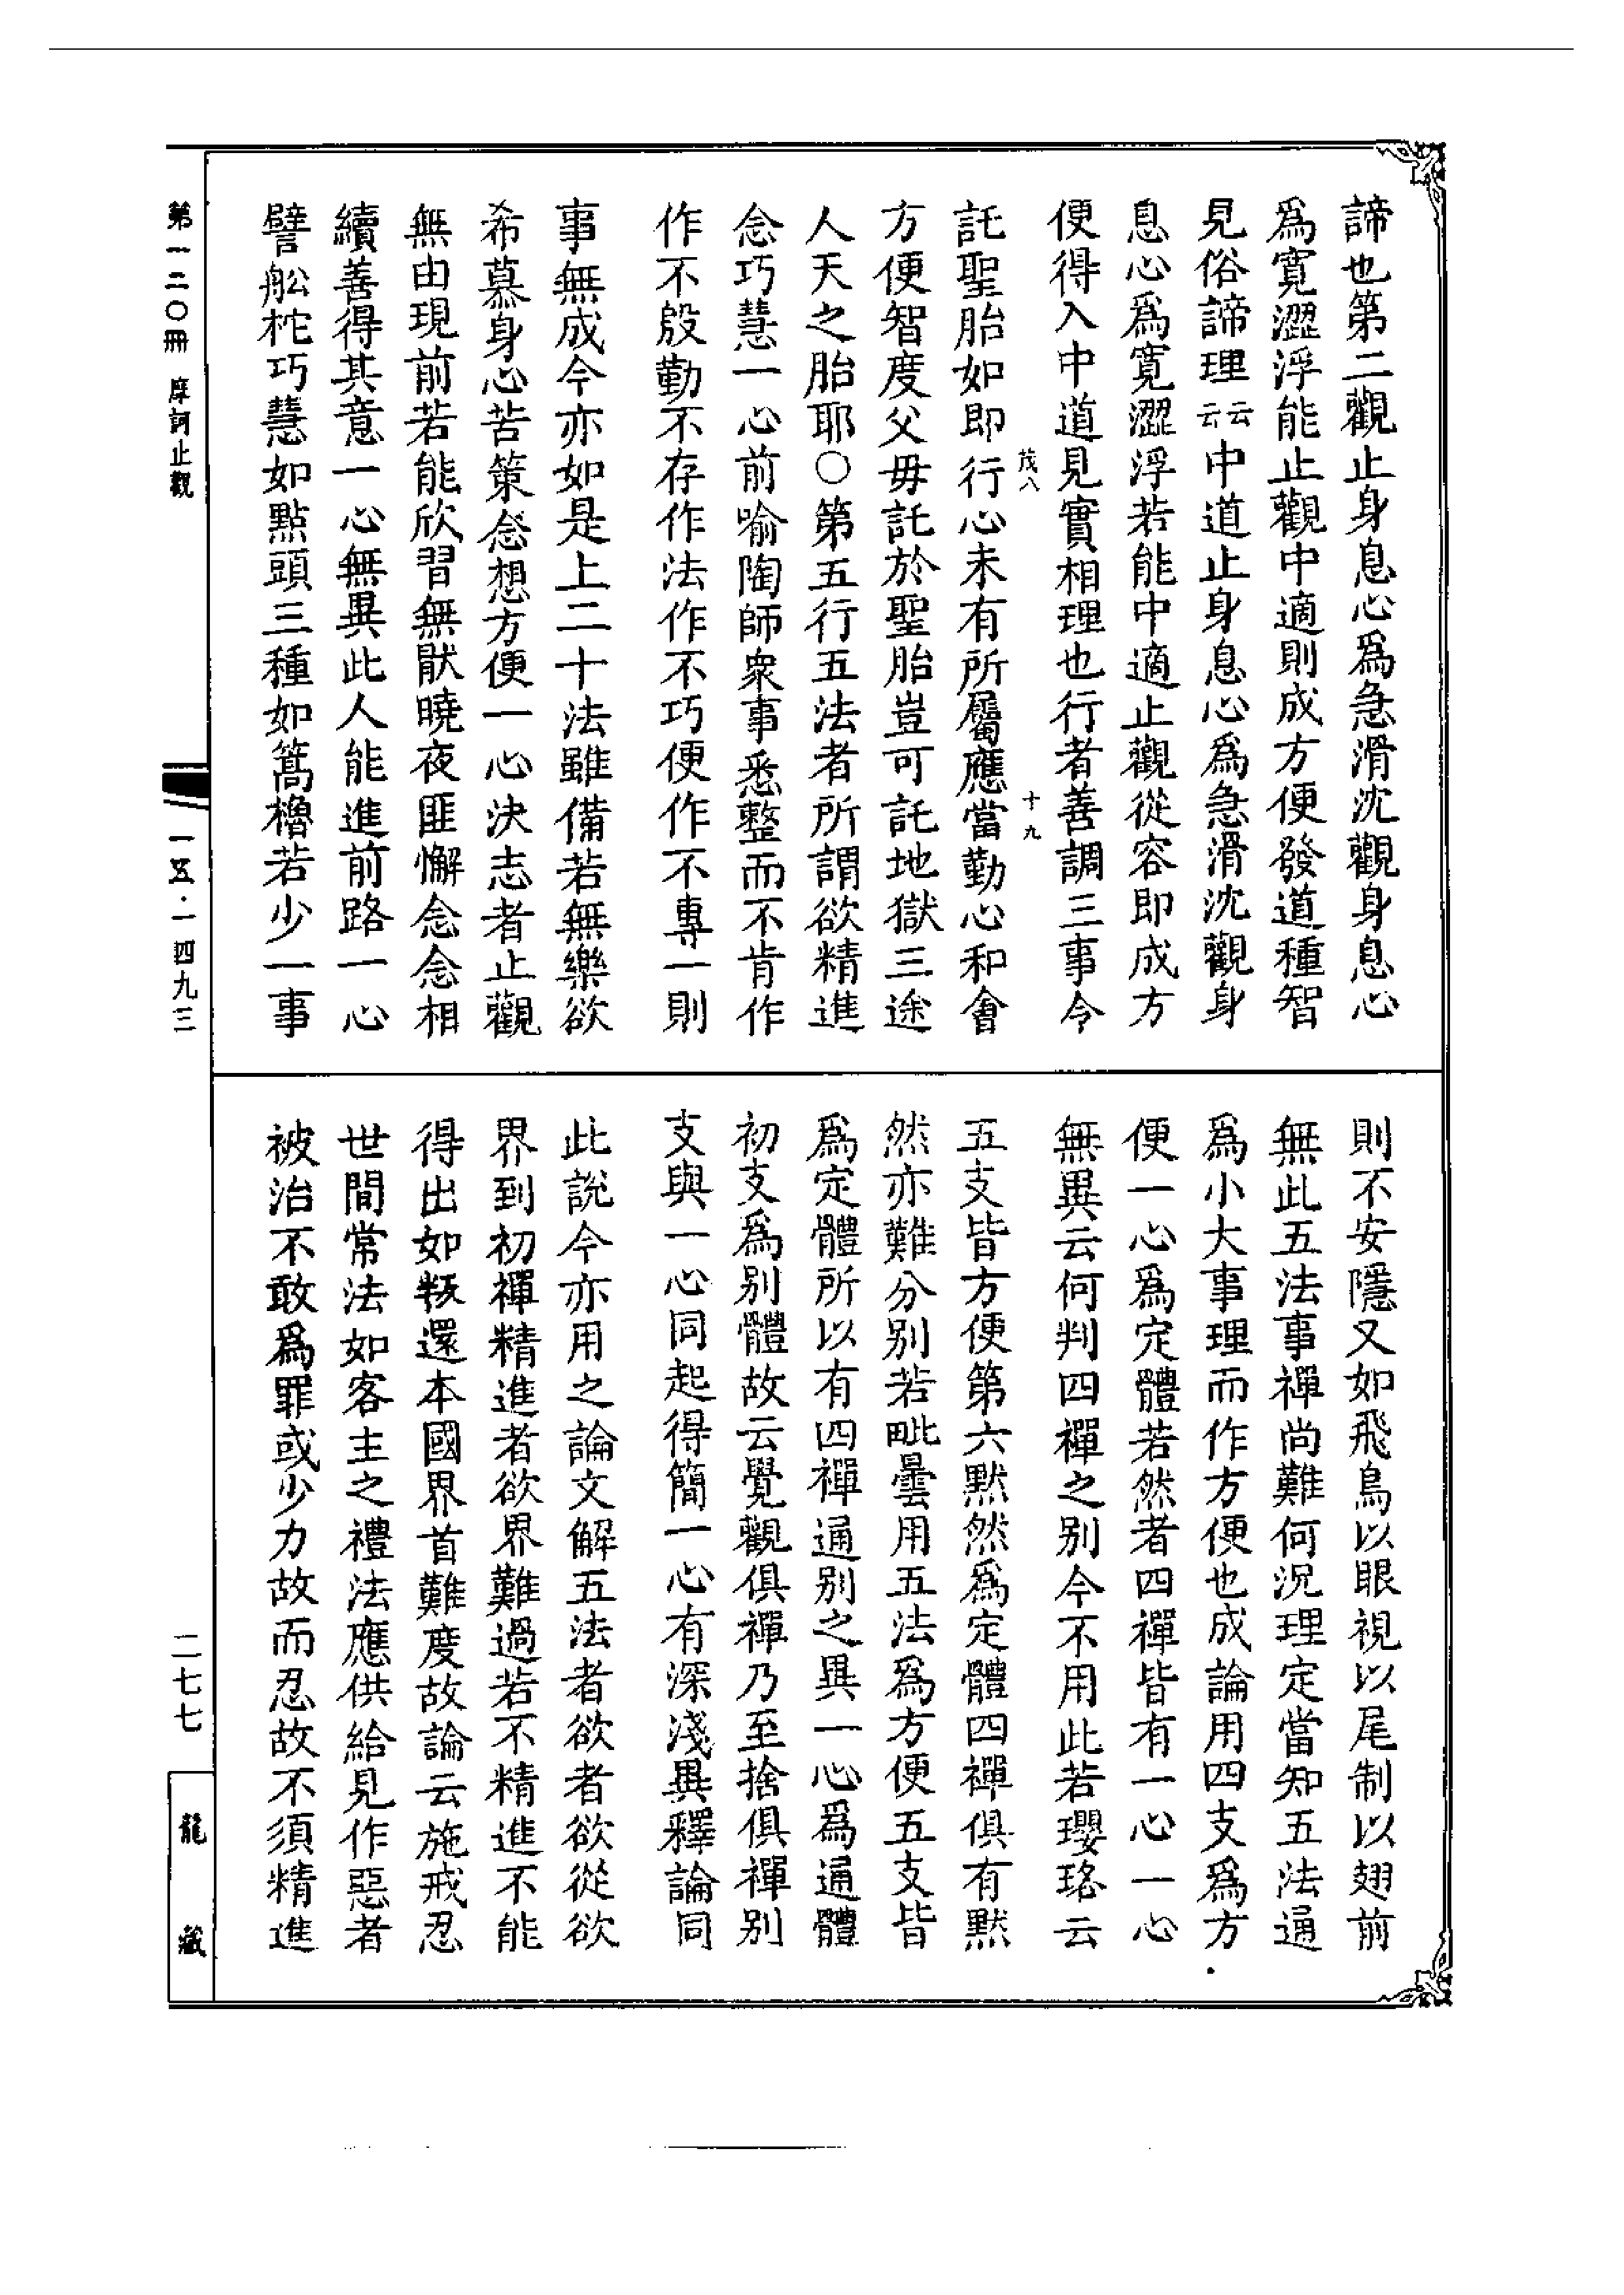 諦也第二觀止身息心爲急滑沈觀身息心
爲寬澀浮能止觀中適則成方便發道種智
見俗諦理云云中道止身息心爲急滑沈觀身
息心爲寬澀浮若能中適止觀從容即成方
便得入中道見實相理也行者善調三事令
茂八 十九
託聖胎如即行心未有所屬應當勤心和會
方便智度父母託於聖胎豈可託地獄三途
人天之胎耶○第五行五法者所謂欲精進
念巧慧一心前喻陶師衆事悉整而不肯作
作不殷勤不存作法作不巧便作不專一則
事無成今亦如是上二十法雖備若無樂欲
希慕身心苦策念想方便一心決志者止觀
無由現前若能欣習無猒曉夜匪懈念念相
續善得其意一心無異此人能進前路一心
譬舩柁巧慧如點頭三種如篙櫓若少一事
則不安隱又如飛鳥以眼視以尾制以翅前
無此五法事禪尚難何況理定當知五法通
爲小大事理而作方便也成論用四支爲方
便一心爲定體若然者四禪皆有一心一心
無異云何判四禪之別今不用此若瓔珞云
五支皆方便第六默然爲定體四禪俱有默
然亦難分別若毗曇用五法爲方便五支皆
爲定體所以有四禪通別之異一心爲通體
初支爲別體故云覺觀俱禪乃至捨俱禪別
支與一心同起得簡一心有深淺異釋論同
此說今亦用之論文解五法者欲者欲從欲
界到初禪精進者欲界難過若不精進不能
得出如叛還本國界首難度故論云施戒忍
世間常法如客主之禮法應供給見作惡者
被治不敢爲罪或少力故而忍故不須精進
第一二〇冊 摩訶止觀
一五·一四九三
二七七
龍藏